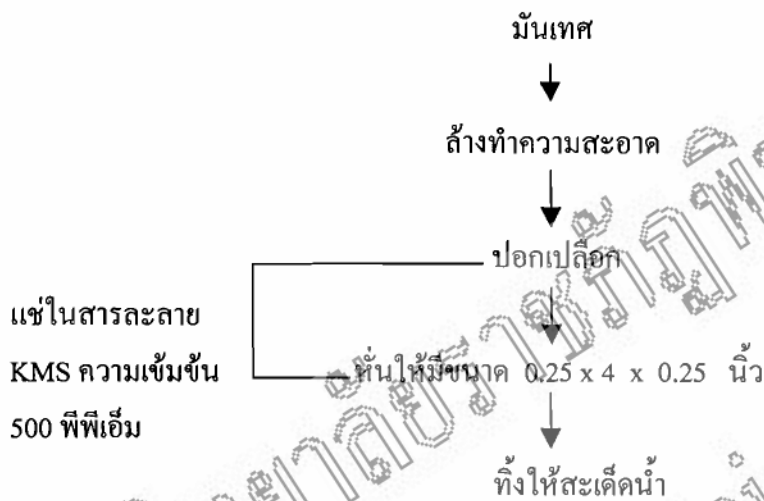 มันเทศ
ล้างทำความสะอาด
ปอกเปลือก
แช่ในสารละลาย
KMS ความเข้มข้น
500 พีพีเอ็ม
หั่นให้มีขนาด 0.25 x 4 x 0.25 นิ้ว
ทิ้งให้สะเด็ดน้ำ